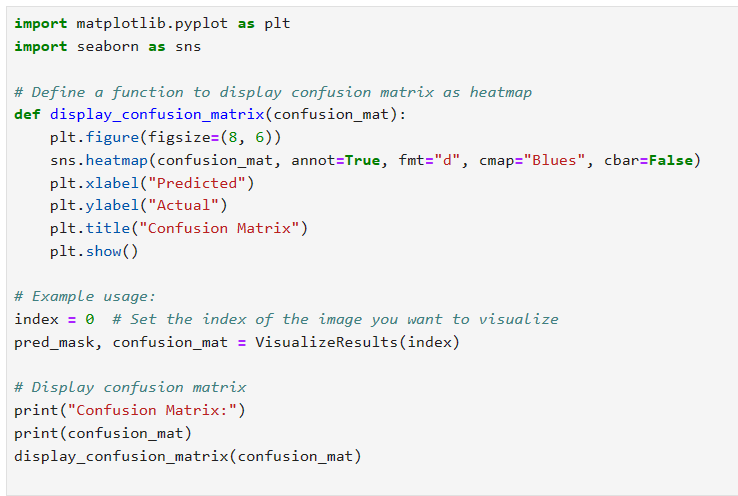 import matplotlib.pyplot as plt
import seaborn as sns

# Define a function to display confusion matrix as heatmap
def display_confusion_matrix(confusion_mat):
    plt.figure(figsize=(8, 6))
    sns.heatmap(confusion_mat, annot=True, fmt="d", cmap="Blues", cbar=False)
    plt.xlabel("Predicted")
    plt.ylabel("Actual")
    plt.title("Confusion Matrix")
    plt.show()

# Example usage:
index = 0  # Set the index of the image you want to visualize
pred_mask, confusion_mat = VisualizeResults(index)

# Display confusion matrix
print("Confusion Matrix:")
print(confusion_mat)
display_confusion_matrix(confusion_mat)